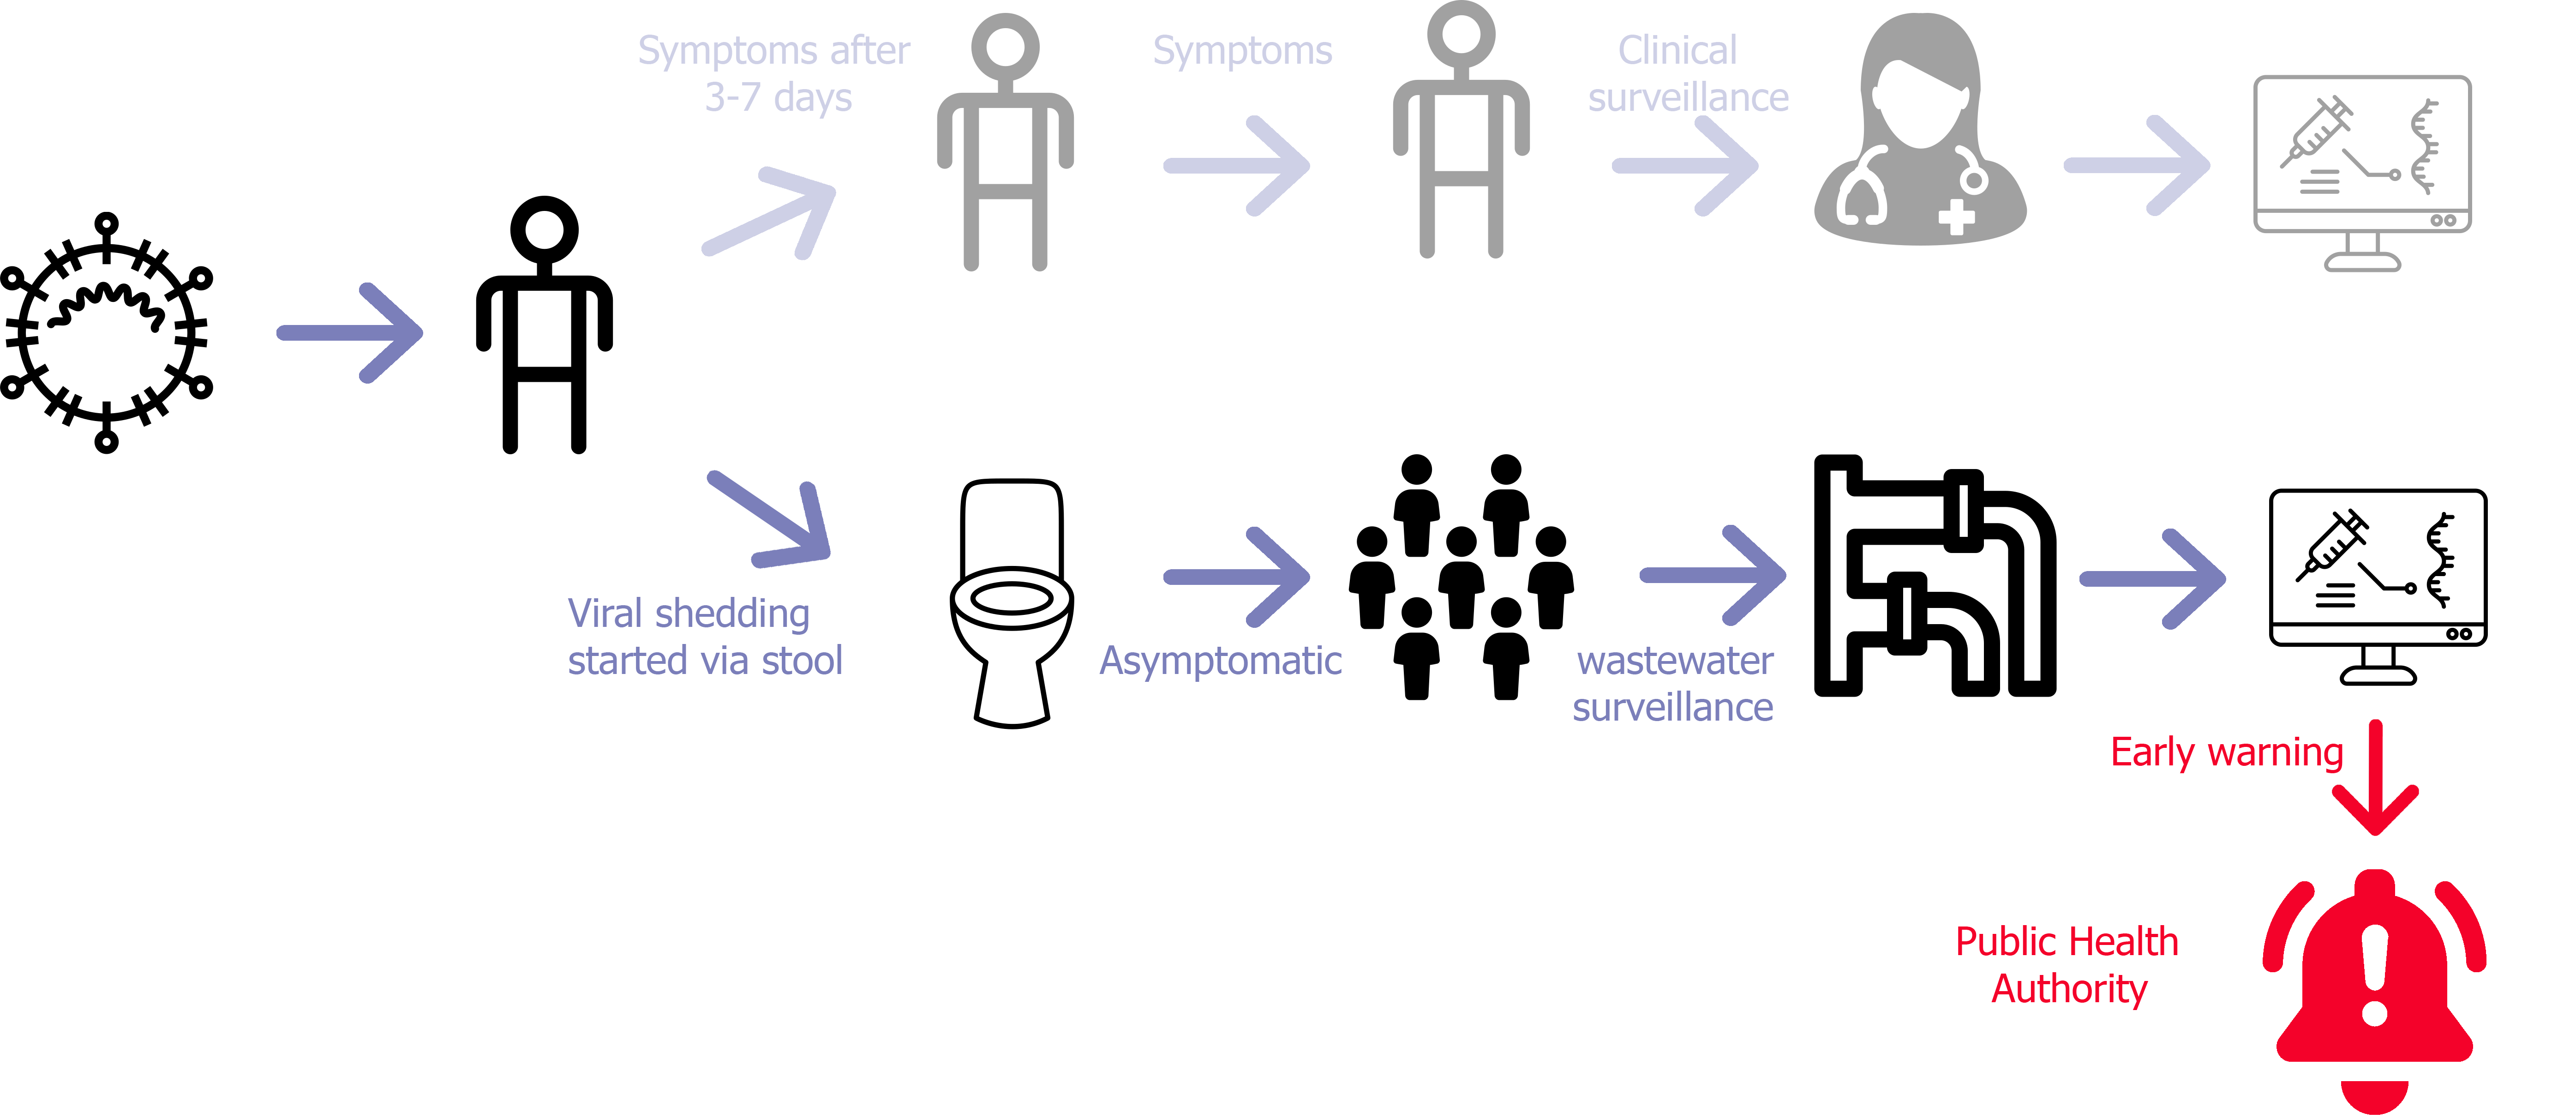 Symptoms after
3-7 days
Symptoms
Clinical
surveillance
Viral shedding
started via stool
Asymptomatic
wastewater
surveillance
Early warning
Public Health
Authority